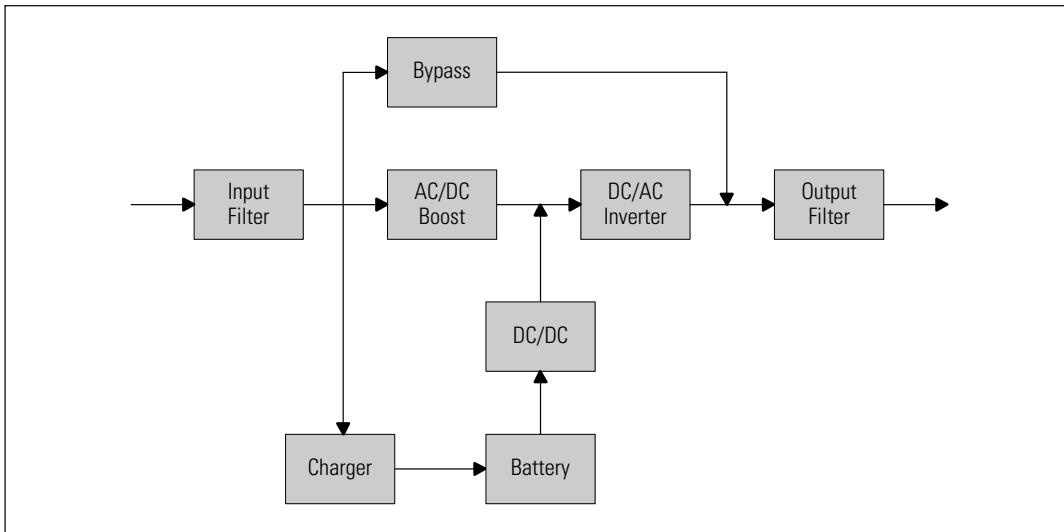 Bypass
Input
Filter
AC/DC
Boost
DC/AC
Inverter
Output
Filter
DC/DC
Charger
Battery